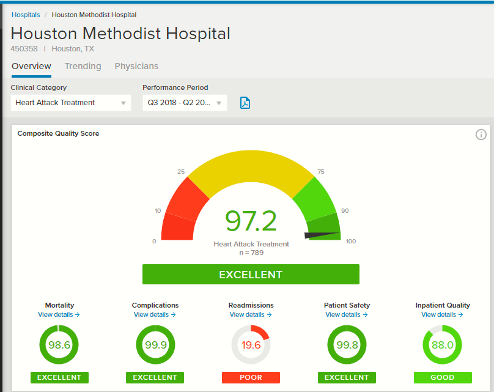 Hospitals / Houston Methodist Hospital
Houston Methodist Hospital
450358 | Houston, TX
Overview Trending Physicians
Clinical Category Performance Period
Heart Attack Treatment Q3 2018 - Q2 20...
Composite Quality Score
25 75
10 90
0 100
97.2
Heart Attack Treatment
n = 789
EXCELLENT
Mortality Complications Readmissions Patient Safety Inpatient Quality
View details → View details → View details → View details → View details →
98.6 99.9 19.6 99.8 88.0
EXCELLENT EXCELLENT POOR EXCELLENT GOOD